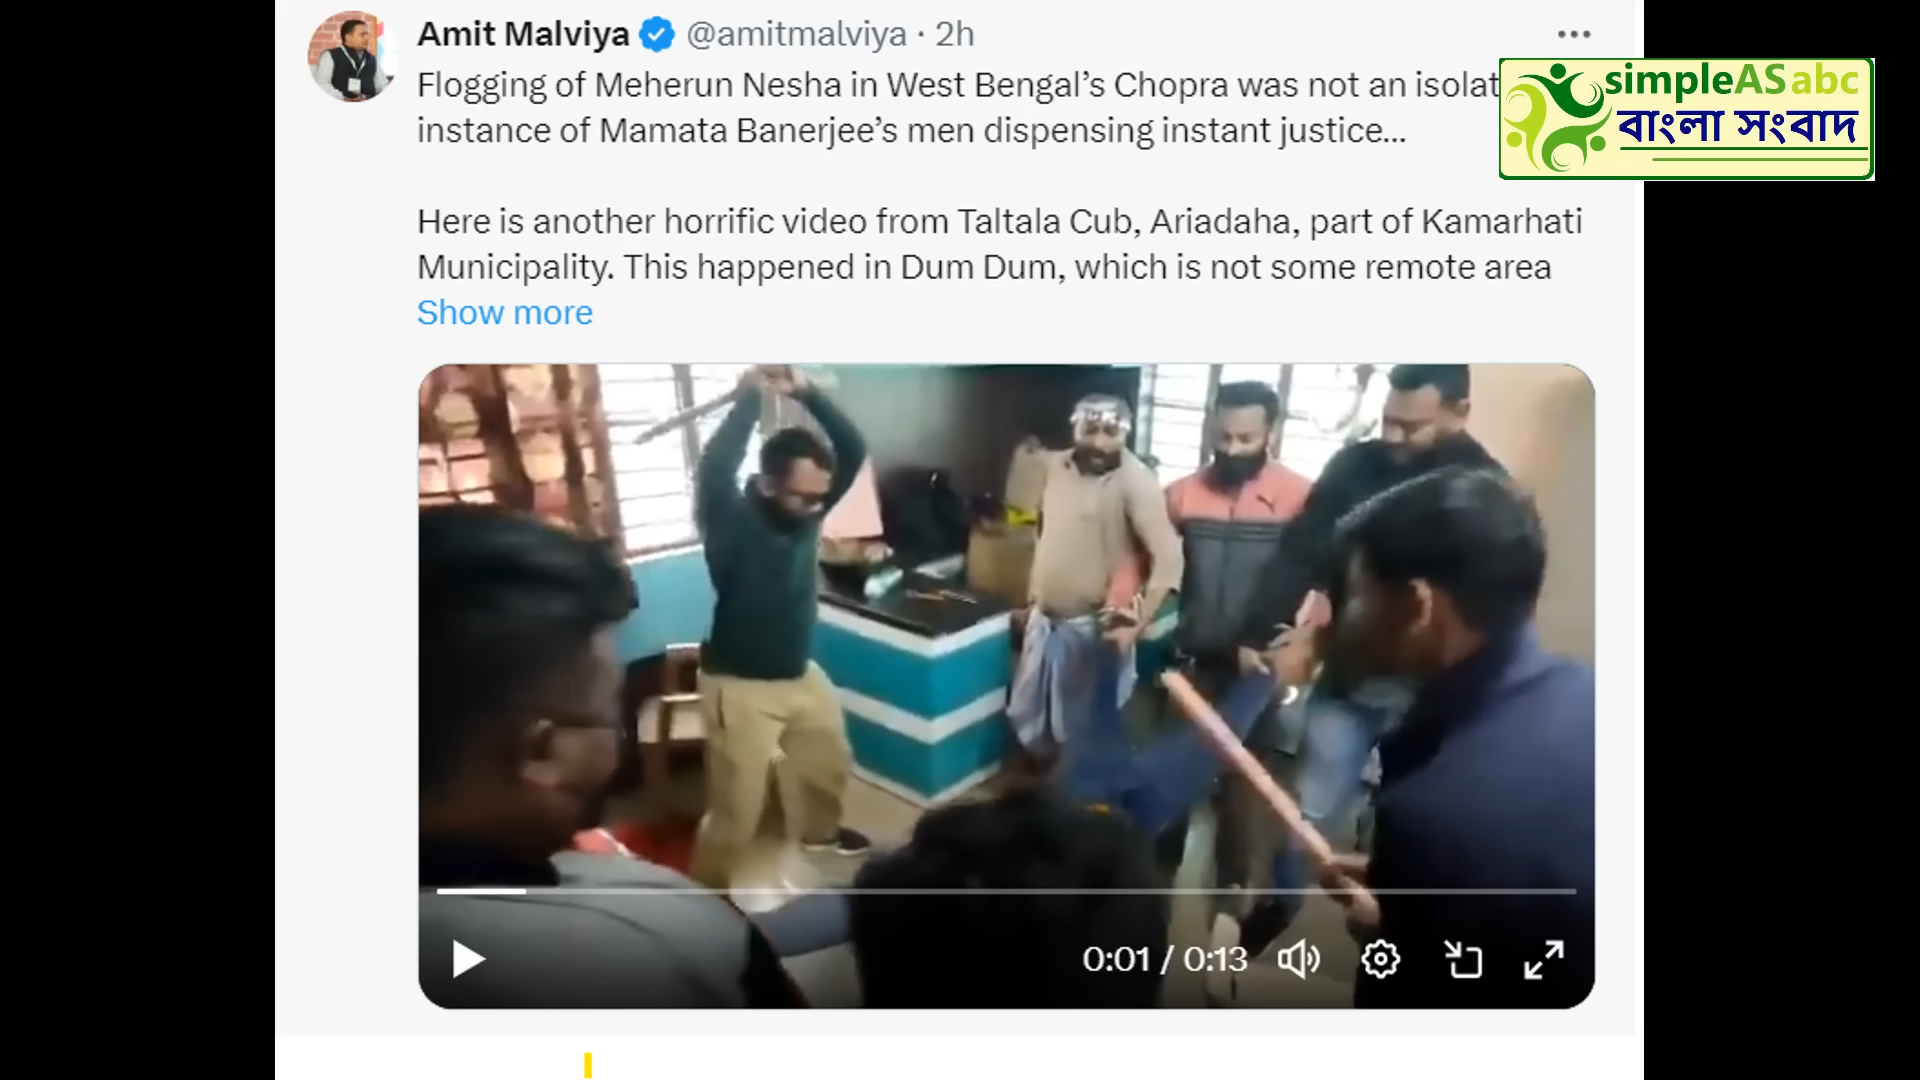 Amit Malviya @amitmalviya · 2h
Flogging of Meherun Nesha in West Bengal’s Chopra was not an isolat
instance of Mamata Banerjee’s men dispensing instant justice…
Here is another horrific video from Taltala Cub, Ariadaha, part of Kamarhati
Municipality. This happened in Dum Dum, which is not some remote area
Show more
simpleASabc
বাংলা সংবাদ
0:01 / 0:13